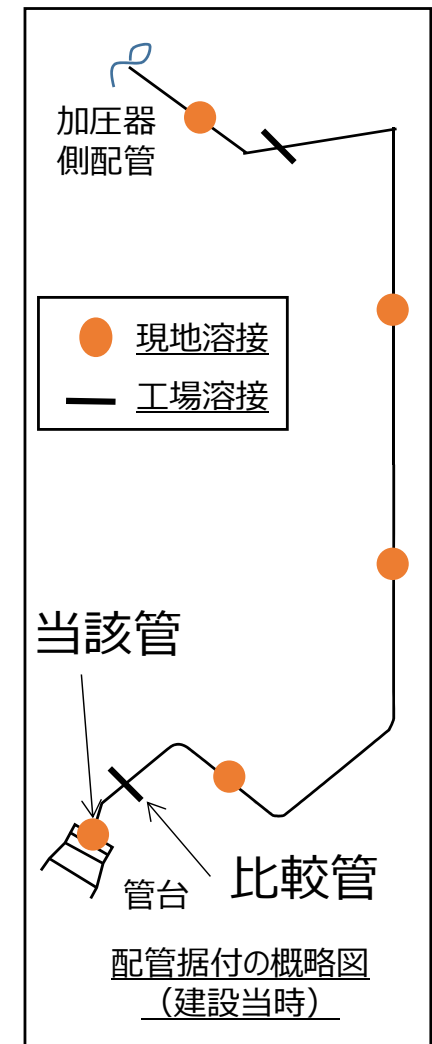 加圧器
側配管
現地溶接
工場溶接
当該管
比較管
管台
配管据付の概略図
（建設当時）